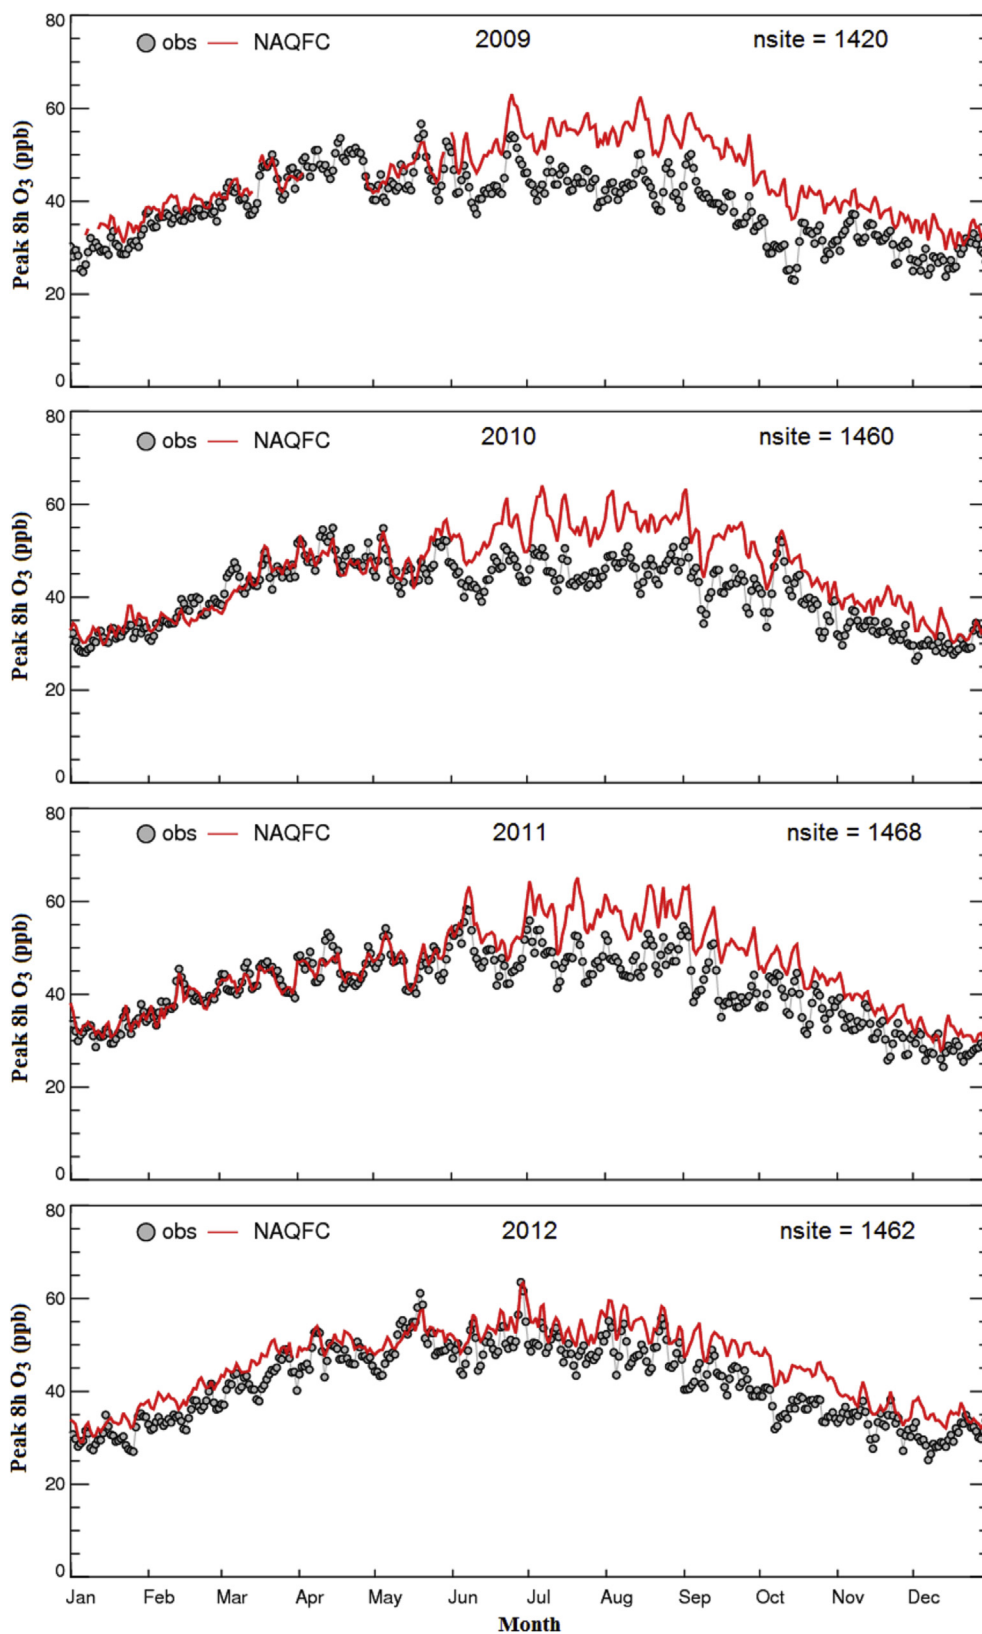 80
obs NAQFC 2009 nsite = 1420
60
40
20
0
Peak 8h O3 (ppb)
80
obs NAQFC 2010 nsite = 1460
60
40
20
0
Peak 8h O3 (ppb)
80
obs NAQFC 2011 nsite = 1468
60
40
20
0
Peak 8h O3 (ppb)
80
obs NAQFC 2012 nsite = 1462
60
40
20
0
Peak 8h O3 (ppb)
Jan Feb Mar Apr May Jun Jul Aug Sep Oct Nov Dec
Month